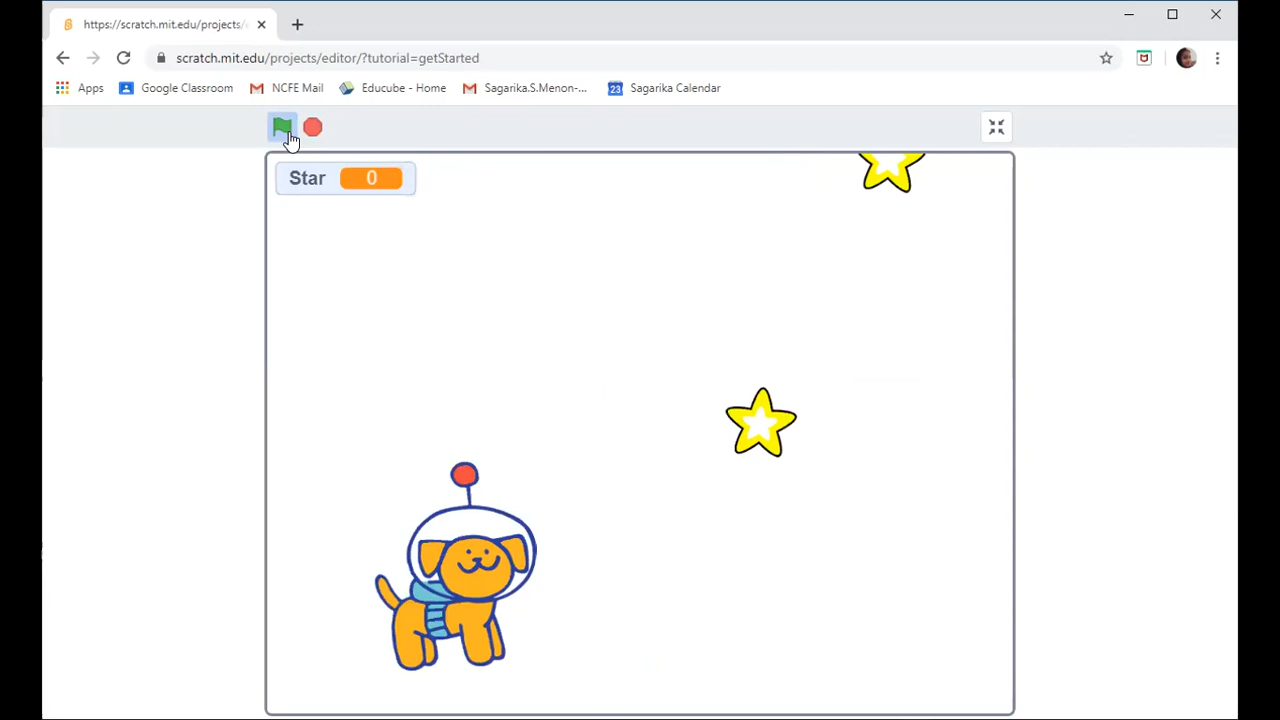 https://scratch.mit.edu/projects/e
scratch.mit.edu/projects/editor/?tutorial=getStarted
Apps Google Classroom NCFE Mail Educube - Home Sagarika.S.Menon-... 23 Sagarika Calendar
Star 0